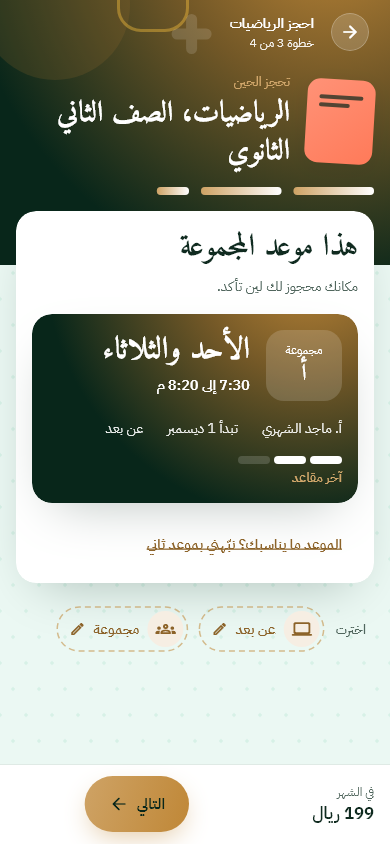 احجز الرياضيات
خطوة 3 من 4
تحجز الحين
الرياضيات، الصف الثاني
الثانوي
هذا موعد المجموعة
مكانك محجوز لك لين تأكد.
مجموعة
أ
الأحد والثلاثاء
7:30 إلى 8:20 م
أ. ماجد الشهري
تبدأ 1 ديسمبر
عن بعد
آخر مقاعد
الموعد ما يناسبك؟ نبّهني بموعد ثاني
اخترت
عن بعد
مجموعة
في الشهر
199 ريال
التالي